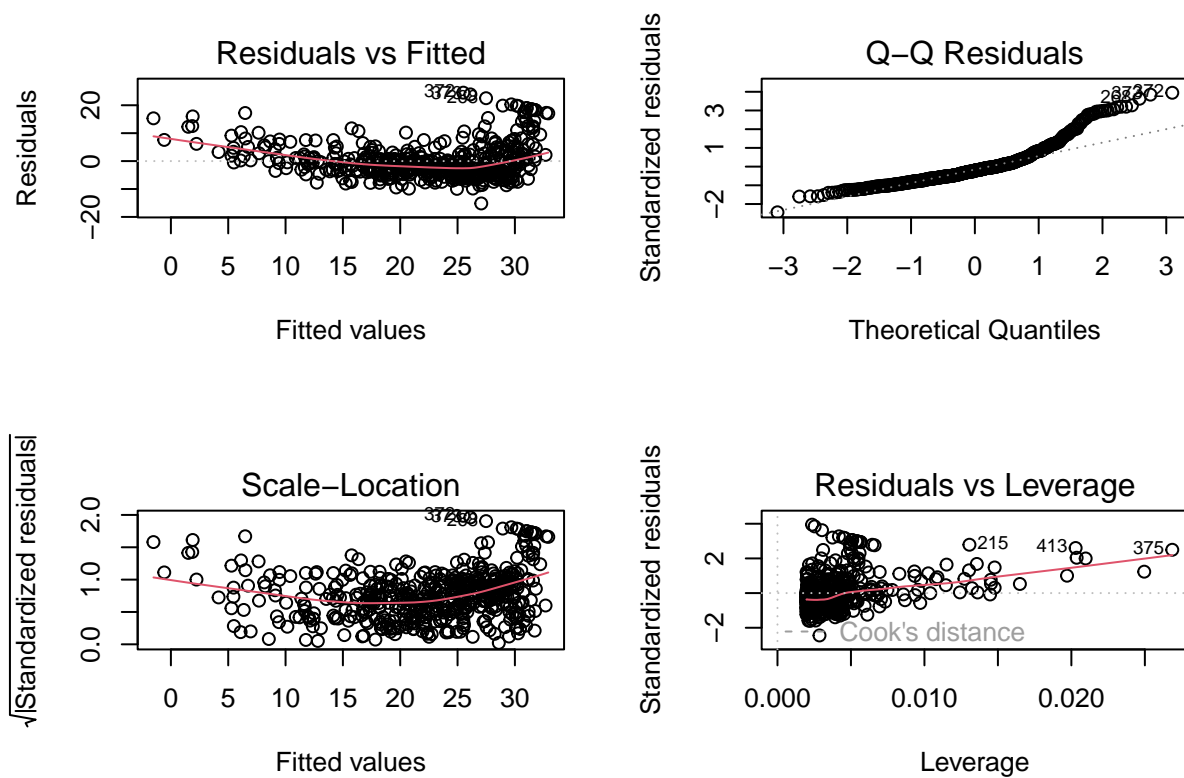 Residuals vs Fitted
Residuals
20
0
−20
372
0 5 10 15 20 25 30
Fitted values
Q−Q Residuals
Standardized residuals
3
1
−2
372
−3 −2 −1 0 1 2 3
Theoretical Quantiles
Scale−Location
√|Standardized residuals|
2.0
1.0
0.0
372
0 5 10 15 20 25 30
Fitted values
Residuals vs Leverage
Standardized residuals
2
−2
215
413
375
Cook's distance
0.000 0.010 0.020
Leverage